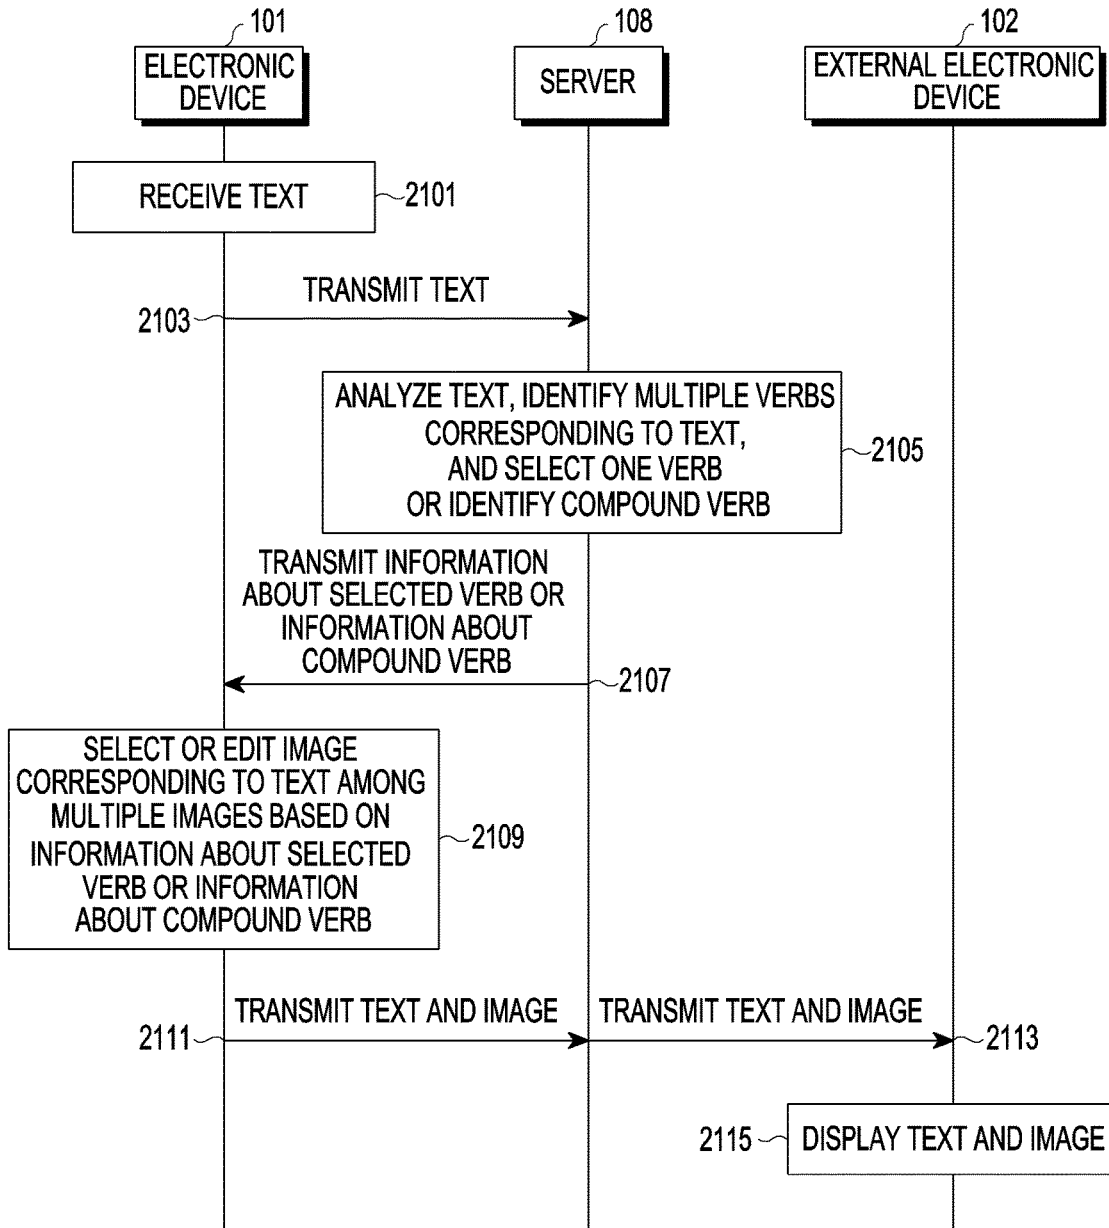 101
108
102
ELECTRONIC
DEVICE
SERVER
EXTERNAL ELECTRONIC
DEVICE
RECEIVE TEXT
2101
TRANSMIT TEXT
2103
ANALYZE TEXT, IDENTIFY MULTIPLE VERBS
CORRESPONDING TO TEXT,
AND SELECT ONE VERB
OR IDENTIFY COMPOUND VERB
2105
TRANSMIT INFORMATION
ABOUT SELECTED VERB OR
INFORMATION ABOUT
COMPOUND VERB
2107
SELECT OR EDIT IMAGE
CORRESPONDING TO TEXT AMONG
MULTIPLE IMAGES BASED ON
INFORMATION ABOUT SELECTED
VERB OR INFORMATION
ABOUT COMPOUND VERB
2109
TRANSMIT TEXT AND IMAGE
TRANSMIT TEXT AND IMAGE
2111
2113
2115
DISPLAY TEXT AND IMAGE